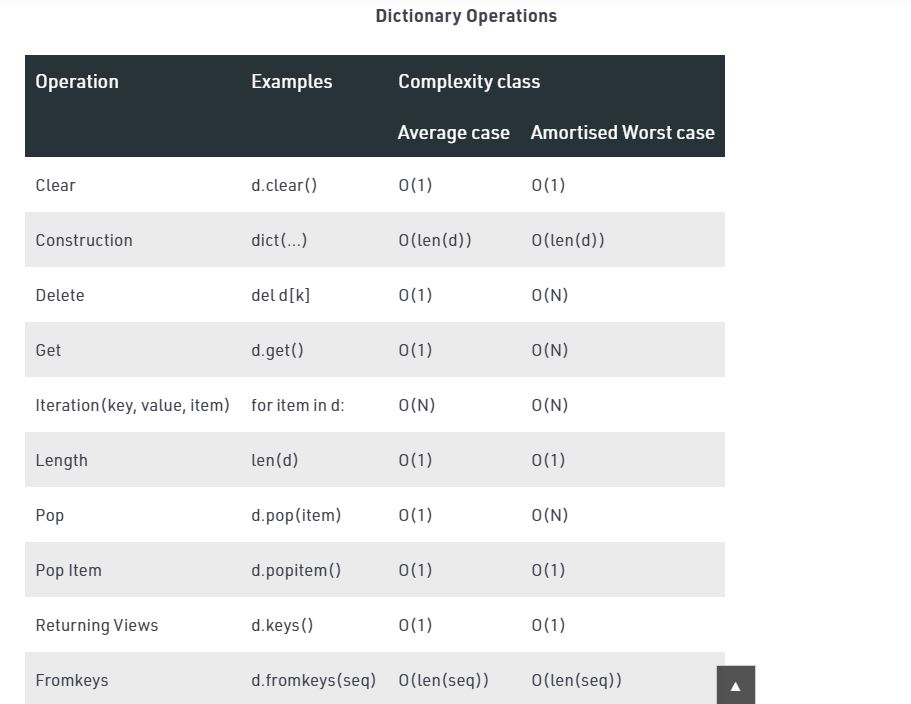 Dictionary Operations
Operation Examples Complexity class
Average case Amortised Worst case
Clear d.clear() O(1) O(1)
Construction dict(...) O(len(d)) O(len(d))
Delete del d[k] O(1) O(N)
Get d.get() O(1) O(N)
Iteration(key, value, item) for item in d: O(N) O(N)
Length len(d) O(1) O(1)
Pop d.pop(item) O(1) O(N)
Pop Item d.popitem() O(1) O(1)
Returning Views d.keys() O(1) O(1)
Fromkeys d.fromkeys(seq) O(len(seq)) O(len(seq))